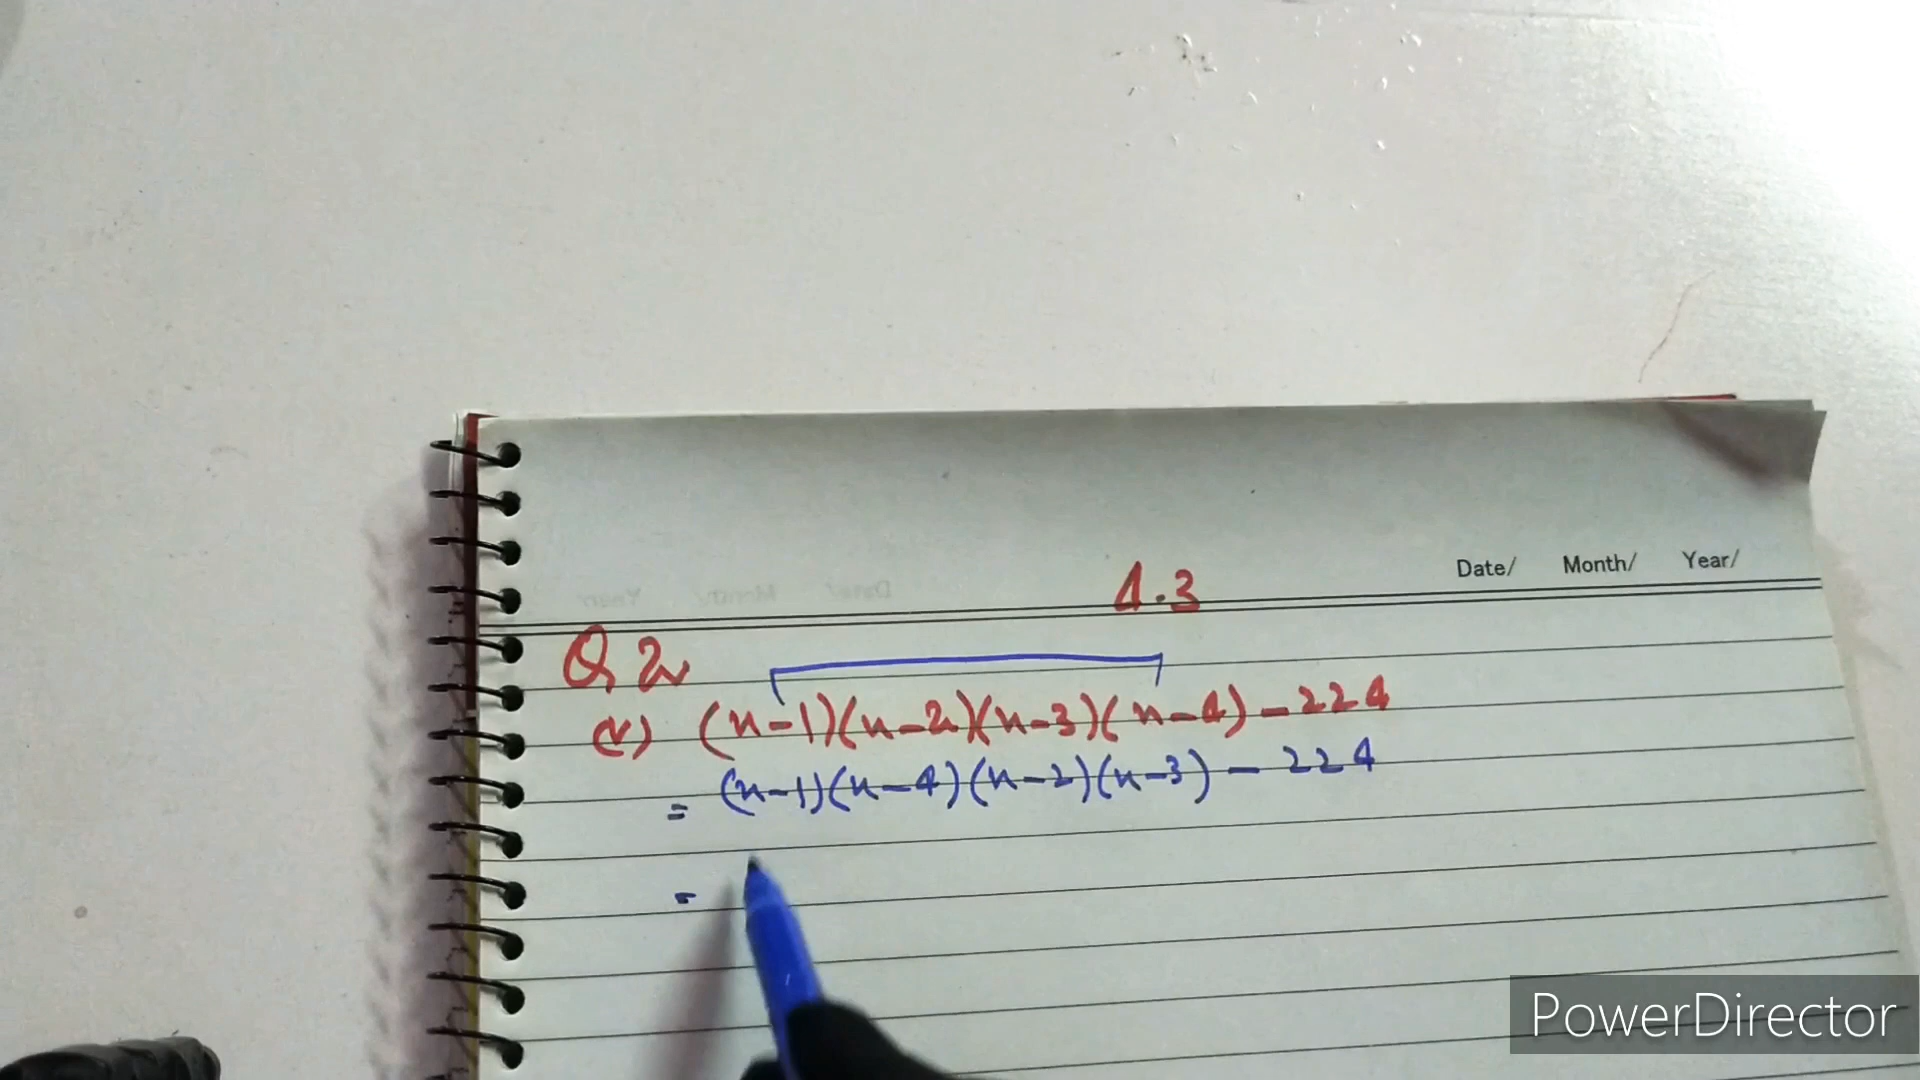 Date/ Month/ Year/
4.3
Q2
(v) (x-1)(x-2)(x-3)(x-4)-224
= (x-1)(x-4)(x-2)(x-3)-224
PowerDirector